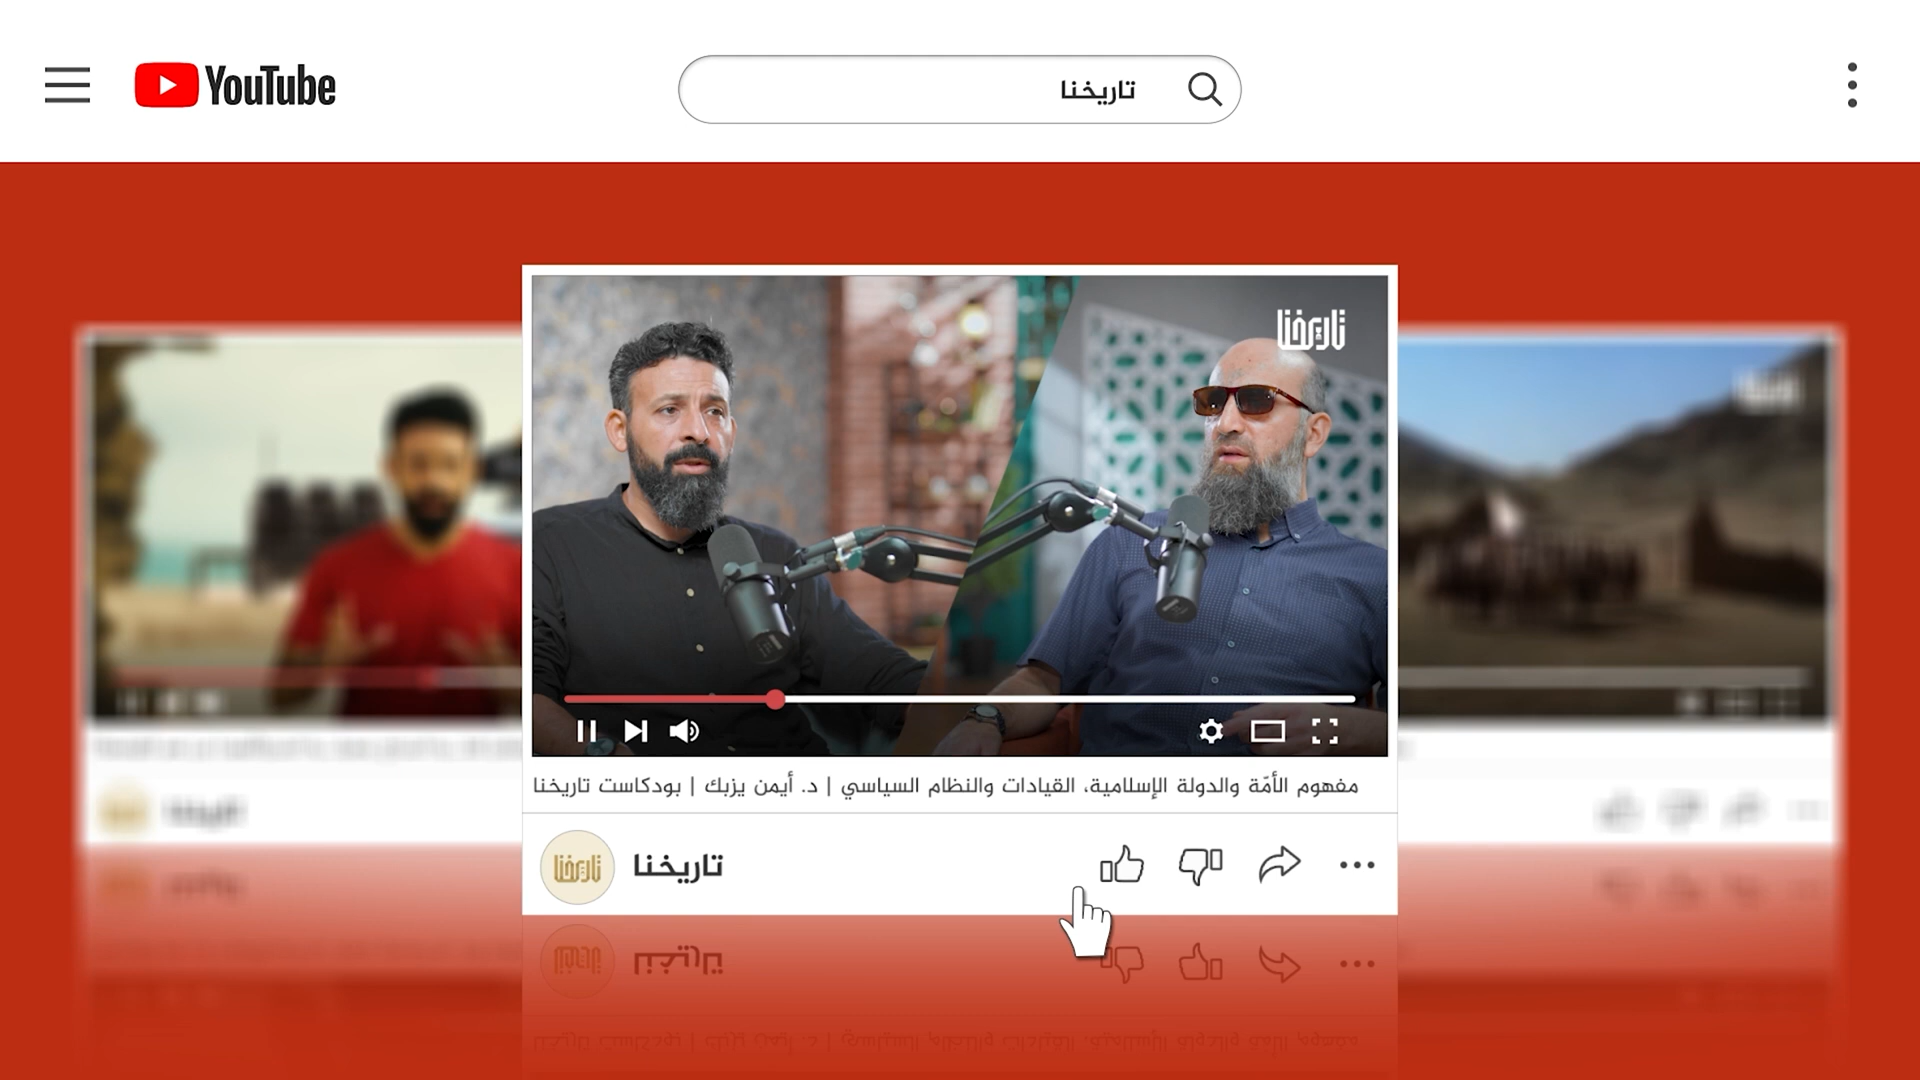 YouTube
تاريخنا
تاريخنا
مفهوم الأمّة والدولة الإسلامية، القيادات والنظام السياسي | د. أيمن يزبك | بودكاست تاريخنا
تاريخنا
تاريخنا